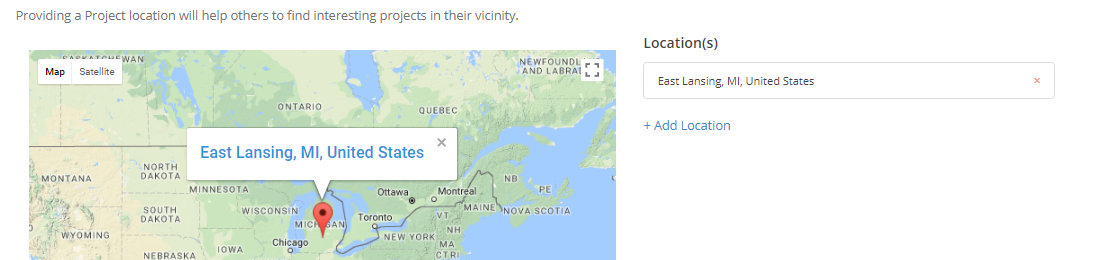 Providing a Project location will help others to find interesting projects in their vicinity.
Location(s)
East Lansing, MI, United States ×
+ Add Location
Map Satellite
NEWFOUNDL
AND LABRA
ONTARIO
QUEBEC
East Lansing, MI, United States ×
MONTANA
NORTH
DAKOTA
MINNESOTA
Ottawa
Montreal
NB
PE
SOUTH
DAKOTA
WISCONSIN
MICHIGAN
Toronto
VT
MAINE
NOVA SCOTIA
WYOMING
NH
NEW YORK
MA
Chicago
IOWA
NEBRASKA
CT RI